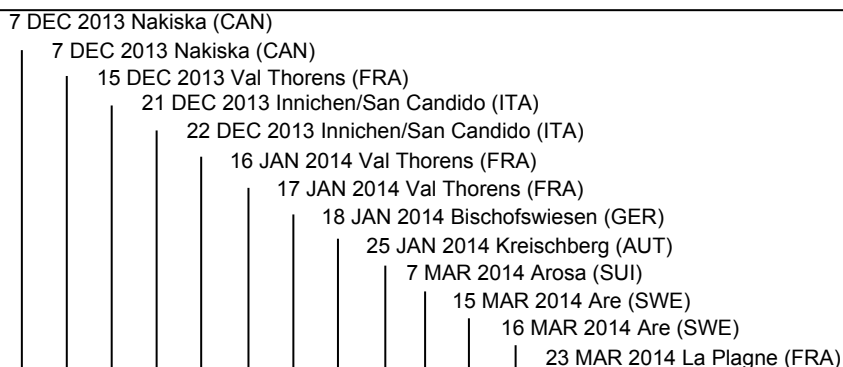 7 DEC 2013 Nakiska (CAN)
7 DEC 2013 Nakiska (CAN)
15 DEC 2013 Val Thorens (FRA)
21 DEC 2013 Innichen/San Candido (ITA)
22 DEC 2013 Innichen/San Candido (ITA)
16 JAN 2014 Val Thorens (FRA)
17 JAN 2014 Val Thorens (FRA)
18 JAN 2014 Bischofswiesen (GER)
25 JAN 2014 Kreischberg (AUT)
7 MAR 2014 Arosa (SUI)
15 MAR 2014 Are (SWE)
16 MAR 2014 Are (SWE)
23 MAR 2014 La Plagne (FRA)